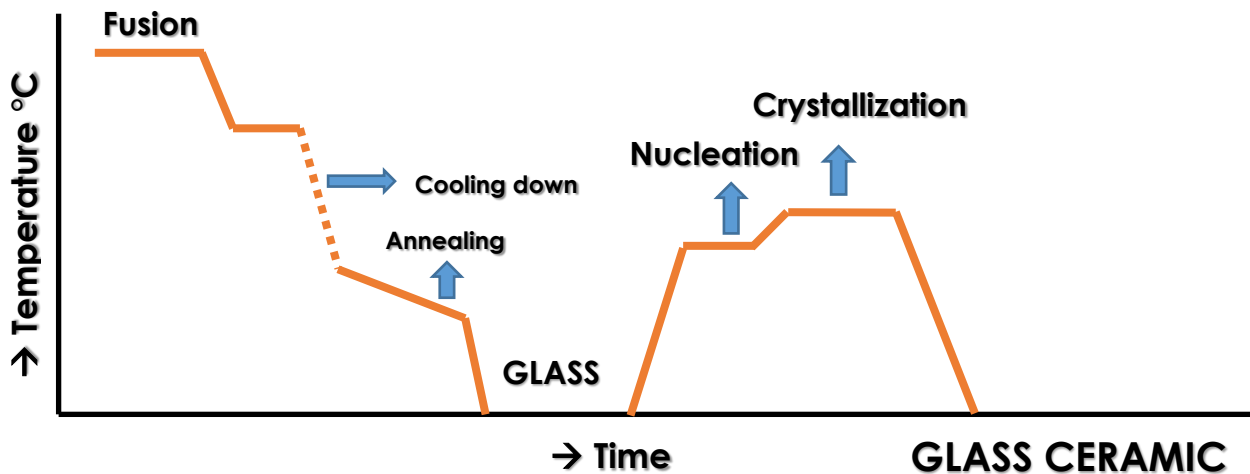 Fusion
Crystallization
Nucleation
Cooling down
Annealing
GLASS
→ Temperature °C
→ Time
GLASS CERAMIC